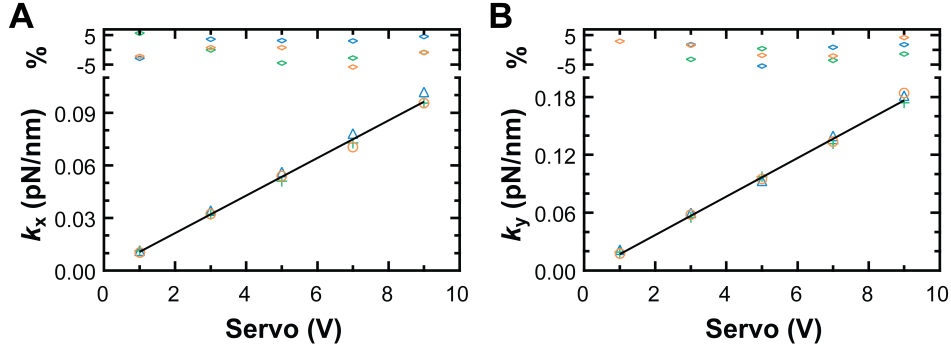 A
B
%
5
-5
%
5
-5
kx (pN/nm)
0.09
0.06
0.03
0.00
ky (pN/nm)
0.18
0.12
0.06
0.00
0 2 4 6 8 10
0 2 4 6 8 10
Servo (V)
Servo (V)